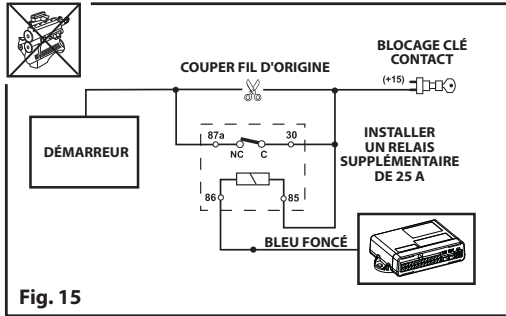 BLOCAGE CLÉ
CONTACT
COUPER FIL D'ORIGINE
(+15)
DÉMARREUR
87a
30
NC
C
INSTALLER
UN RELAIS
SUPPLÉMENTAIRE
DE 25 A
86
85
BLEU FONCÉ
Fig. 15